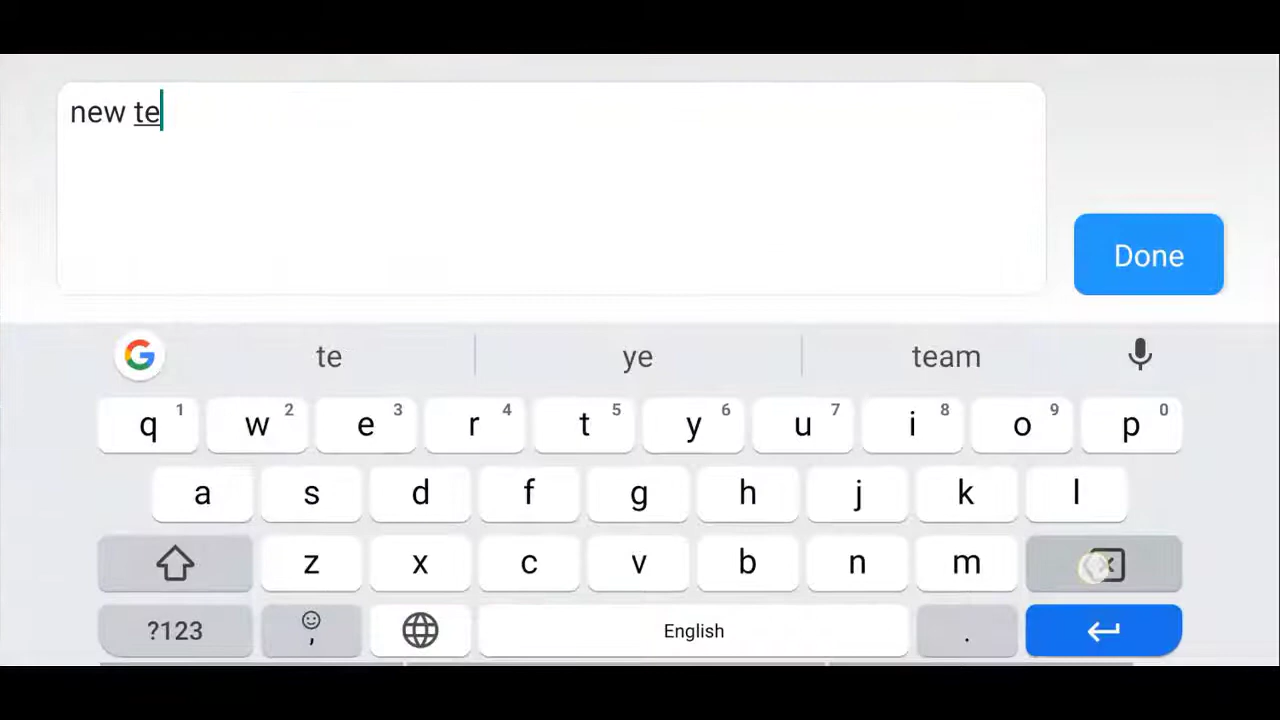 new te
Done
te ye team
q 1 w 2 e 3 r 4 t 5 y 6 u 7 i 8 o 9 p 0
a s d f g h j k l
z x c v b n m
?123 , English .